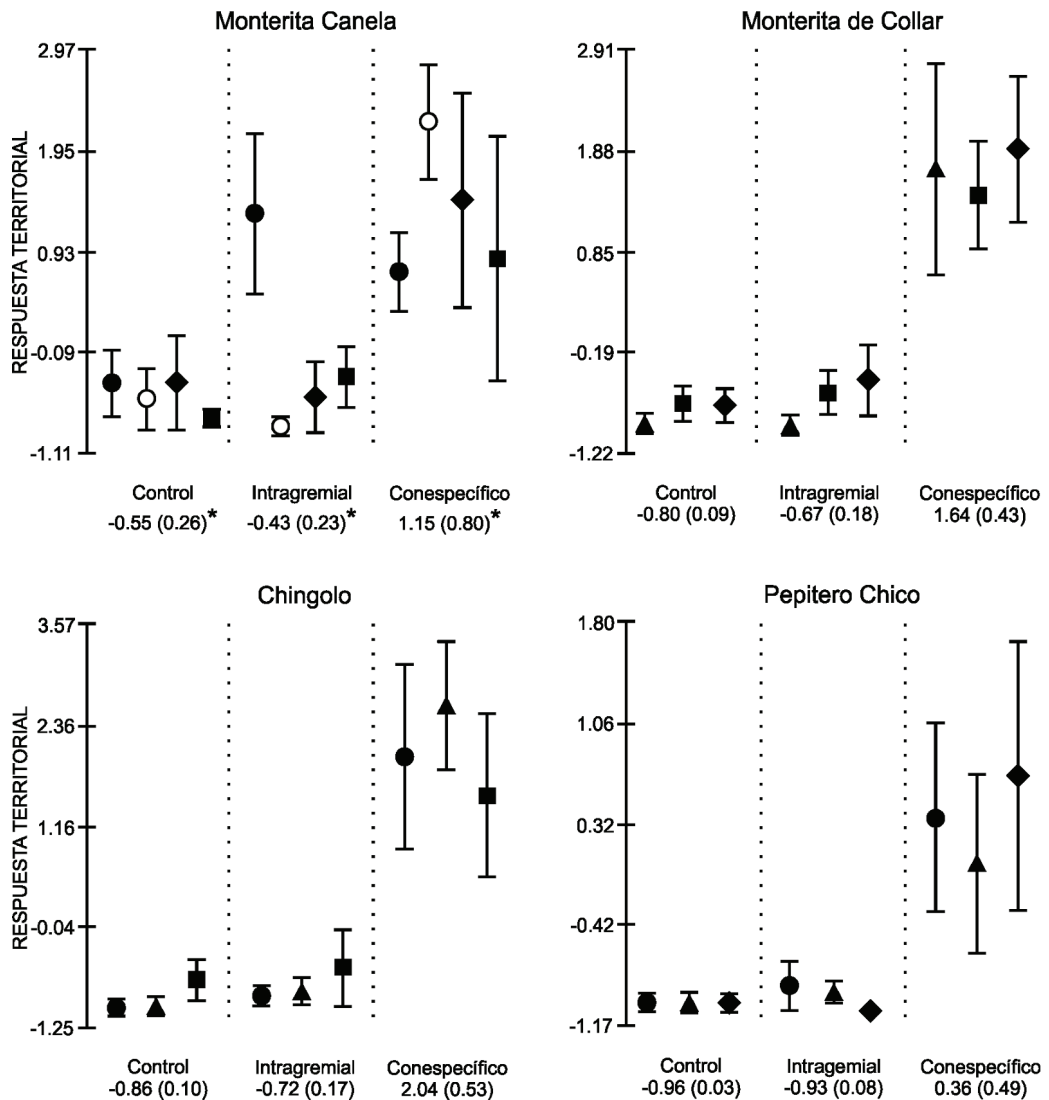 Monterita Canela
RESPUESTA TERRITORIAL
2.97
1.95
0.93
-0.09
-1.11
Control Intragremial Conespecífico
-0.55 (0.26)* -0.43 (0.23)* 1.15 (0.80)*
Monterita de Collar
2.91
1.88
0.85
-0.19
-1.22
Control Intragremial Conespecífico
-0.80 (0.09) -0.67 (0.18) 1.64 (0.43)
Chingolo
RESPUESTA TERRITORIAL
3.57
2.36
1.16
-0.04
-1.25
Control Intragremial Conespecífico
-0.86 (0.10) -0.72 (0.17) 2.04 (0.53)
Pepitero Chico
1.80
1.06
0.32
-0.42
-1.17
Control Intragremial Conespecífico
-0.96 (0.03) -0.93 (0.08) 0.36 (0.49)